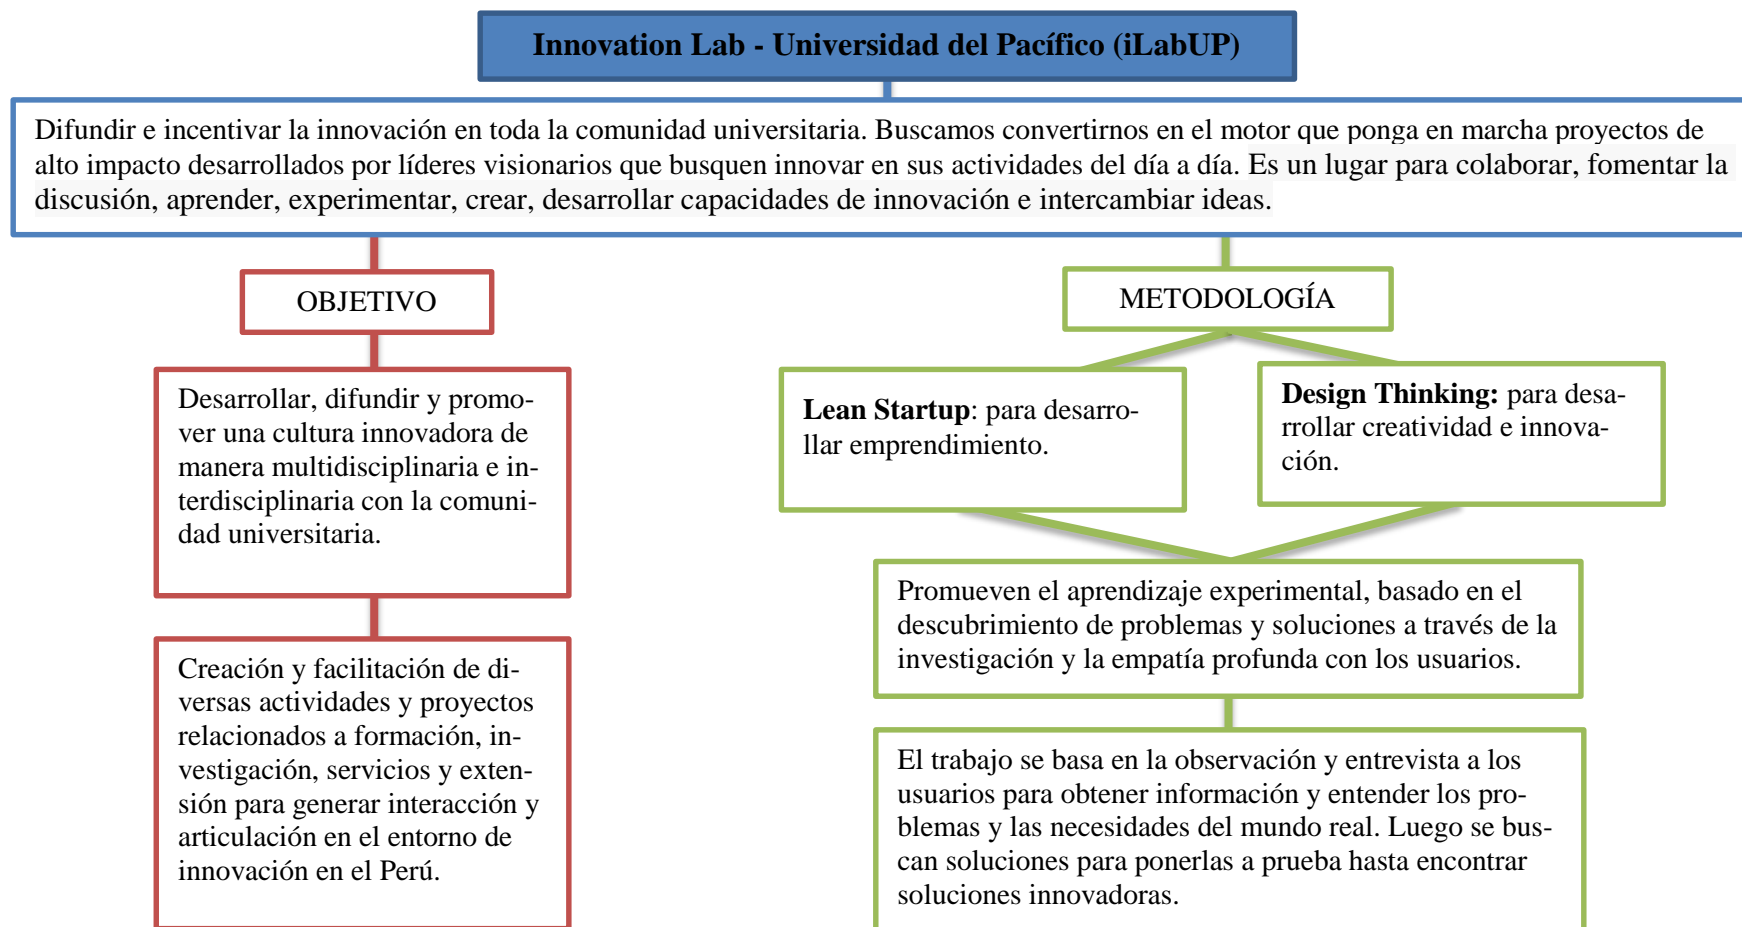 Innovation Lab - Universidad del Pacífico (iLabUP)
Difundir e incentivar la innovación en toda la comunidad universitaria. Buscamos convertirnos en el motor que ponga en marcha proyectos de
alto impacto desarrollados por líderes visionarios que busquen innovar en sus actividades del día a día. Es un lugar para colaborar, fomentar la
discusión, aprender, experimentar, crear, desarrollar capacidades de innovación e intercambiar ideas.
OBJETIVO
Desarrollar, difundir y promo-
ver una cultura innovadora de
manera multidisciplinaria e in-
terdisciplinaria con la comuni-
dad universitaria.
Creación y facilitación de di-
versas actividades y proyectos
relacionados a formación, in-
vestigación, servicios y exten-
sión para generar interacción y
articulación en el entorno de
innovación en el Perú.
METODOLOGÍA
Lean Startup: para desarro-
llar emprendimiento.
Design Thinking: para desa-
rrollar creatividad e innova-
ción.
Promueven el aprendizaje experimental, basado en el
descubrimiento de problemas y soluciones a través de la
investigación y la empatía profunda con los usuarios.
El trabajo se basa en la observación y entrevista a los
usuarios para obtener información y entender los pro-
blemas y las necesidades del mundo real. Luego se bus-
can soluciones para ponerlas a prueba hasta encontrar
soluciones innovadoras.